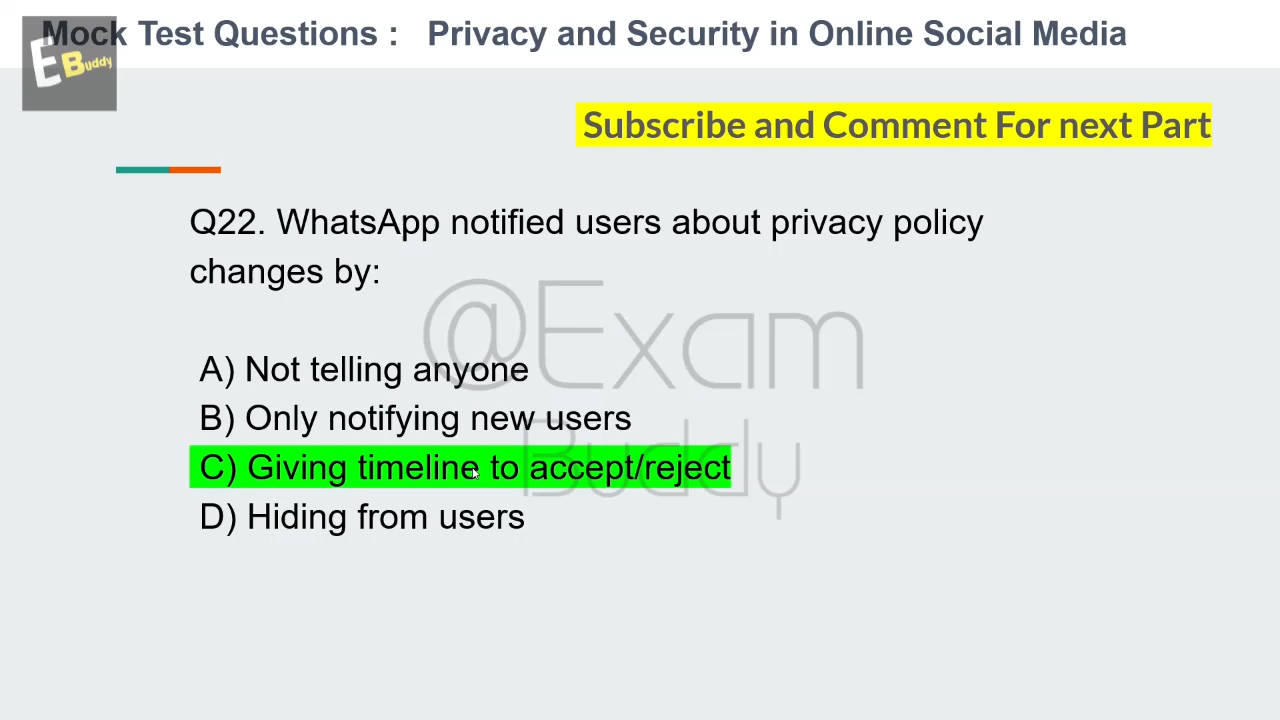 Mock Test Questions :   Privacy and Security in Online Social Media
E Buddy
Subscribe and Comment For next Part
Q22. WhatsApp notified users about privacy policy
changes by:
@Exam
Buddy
A) Not telling anyone
B) Only notifying new users
C) Giving timeline to accept/reject
D) Hiding from users